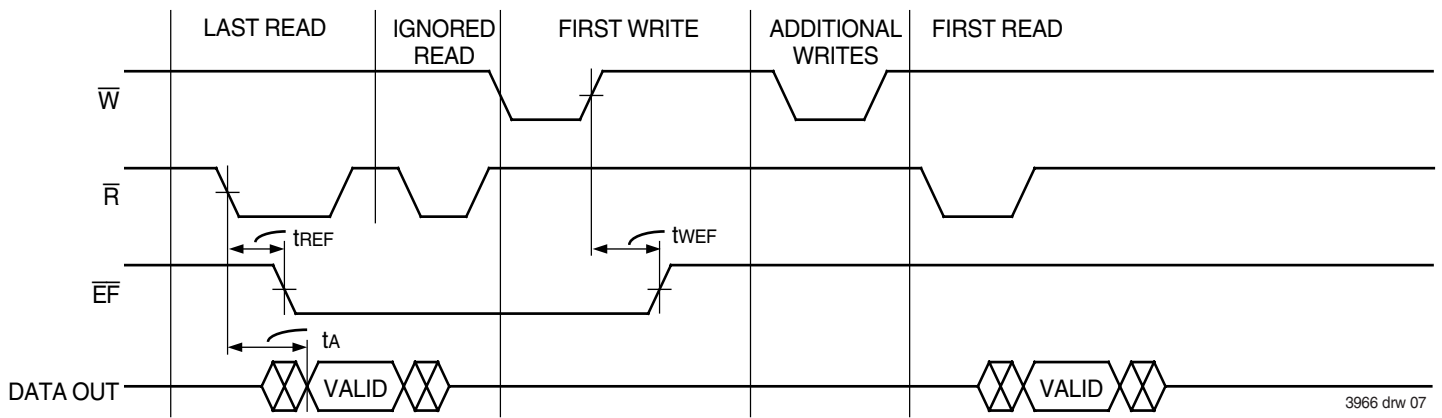 LAST READ
IGNORED
READ
FIRST WRITE
ADDITIONAL
WRITES
FIRST READ
W̅
R̅
tREF
tWEF
E̅F̅
tA
DATA OUT
VALID
VALID
3966 drw 07